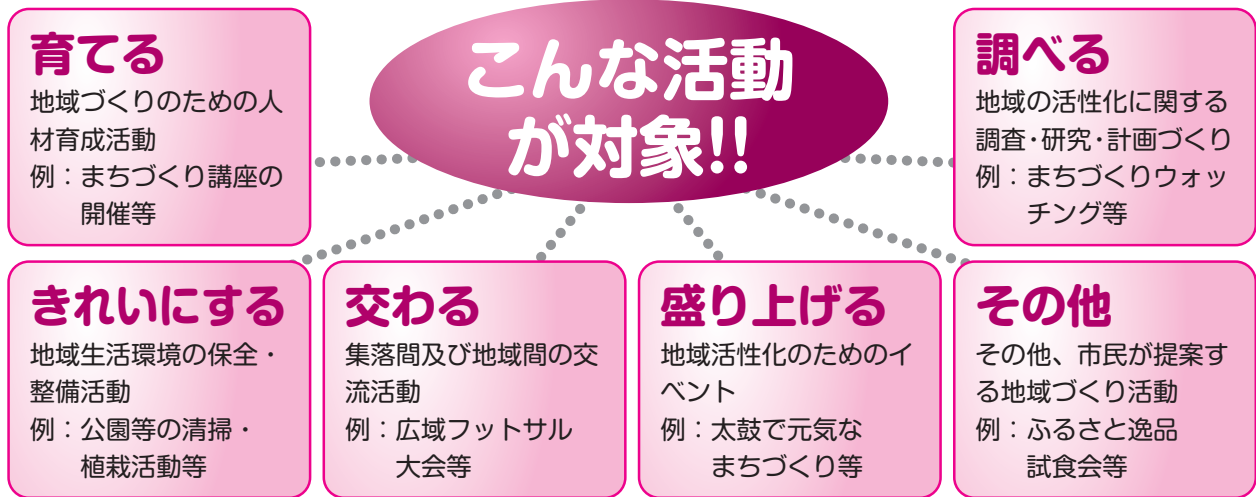 こんな活動
が対象!!
育てる
地域づくりのための人
材育成活動
例：まちづくり講座の
開催等
調べる
地域の活性化に関する
調査・研究・計画づくり
例：まちづくりウォッ
チング等
きれいにする
地域生活環境の保全・
整備活動
例：公園等の清掃・
植栽活動等
交わる
集落間及び地域間の交
流活動
例：広域フットサル
大会等
盛り上げる
地域活性化のためのイ
ベント
例：太鼓で元気な
まちづくり等
その他
その他、市民が提案す
る地域づくり活動
例：ふるさと逸品
試食会等